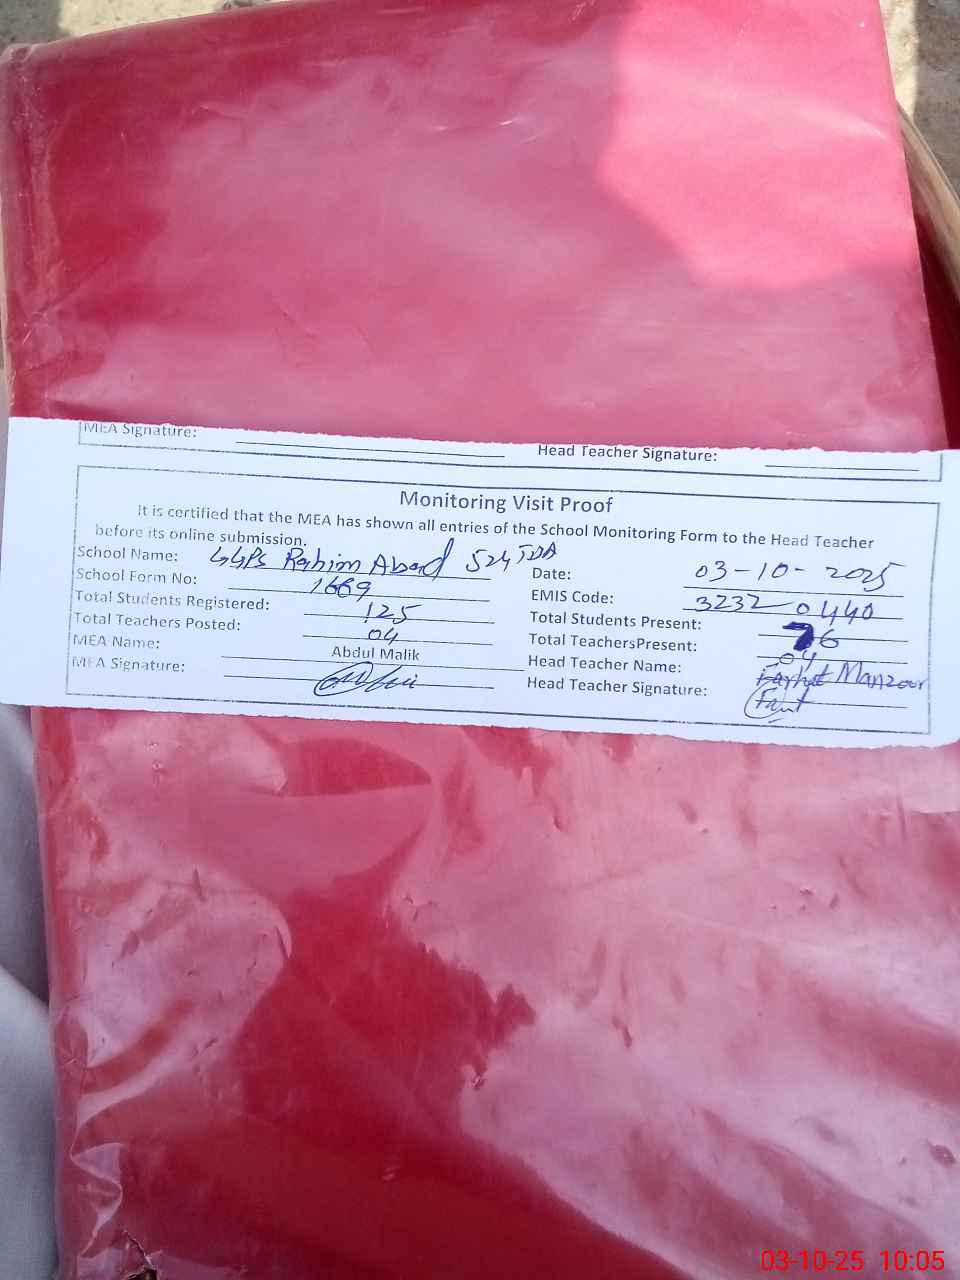 MEA Signature:
Head Teacher Signature:
Monitoring Visit Proof
It is certified that the MEA has shown all entries of the School Monitoring Form to the Head Teacher
before its online submission.
School Name: GGPS Rahim Abad 524 TDA
Date: 03-10-2025
School Form No: 1669
EMIS Code: 32320440
Total Students Registered: 125
Total Students Present: 76
Total Teachers Posted: 04
Total TeachersPresent: 04
MEA Name: Abdul Malik
Head Teacher Name: Farhat Manzoor
MEA Signature:
Head Teacher Signature:
03-10-25 10:05